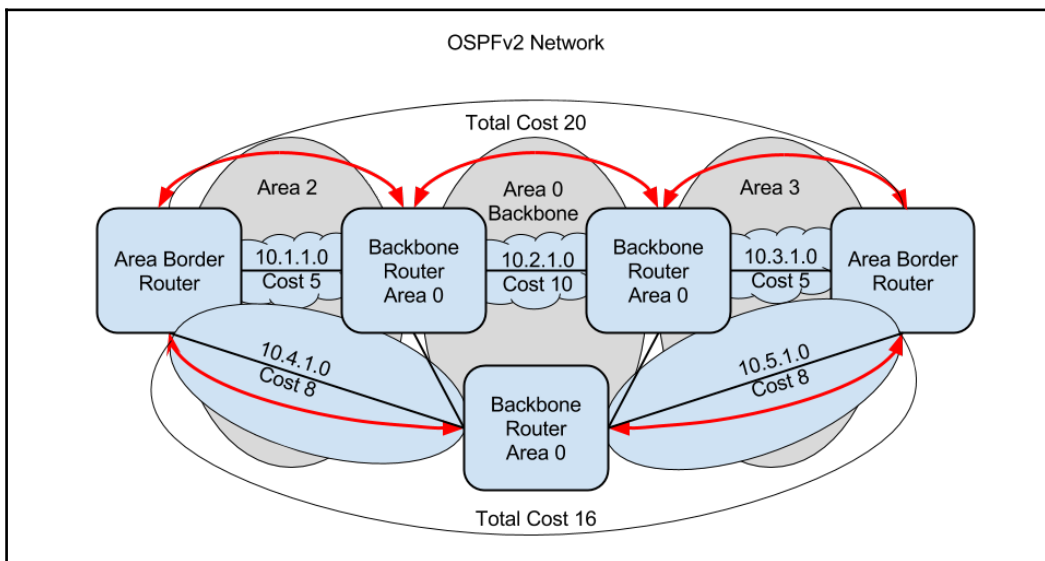 OSPFv2 Network
Total Cost 20
Area 2
Area 0
Backbone
Area 3
Area Border
Router
10.1.1.0
Cost 5
Backbone
Router
Area 0
10.2.1.0
Cost 10
Backbone
Router
Area 0
10.3.1.0
Cost 5
Area Border
Router
10.4.1.0
Cost 8
Backbone
Router
Area 0
10.5.1.0
Cost 8
Total Cost 16